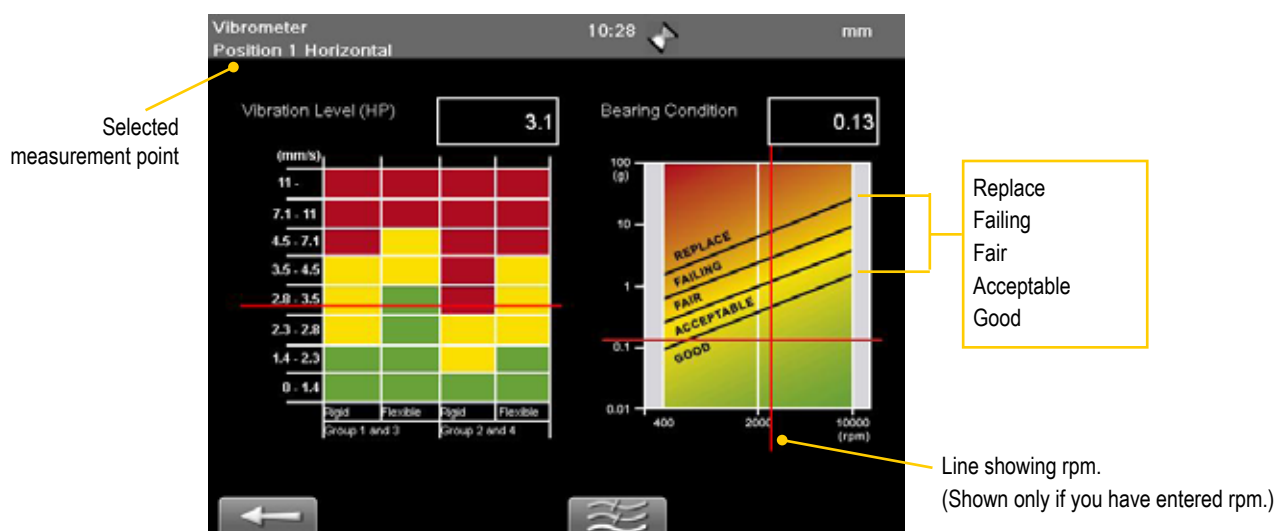 Vibrometer
10:28
mm
Position 1 Horizontal
Selected
measurement point
Vibration Level (HP)
3.1
(mm/s)
11 -
7.1 - 11
4.5 - 7.1
3.5 - 4.5
2.8 - 3.5
2.3 - 2.8
1.4 - 2.3
0 - 1.4
Rigid Flexible Rigid Flexible
Group 1 and 3 Group 2 and 4
Bearing Condition
0.13
100
(g)
10
1
0.1
0.01
REPLACE
FAILING
FAIR
ACCEPTABLE
GOOD
400 2000 10000
(rpm)
Replace
Failing
Fair
Acceptable
Good
Line showing rpm.
(Shown only if you have entered rpm.)